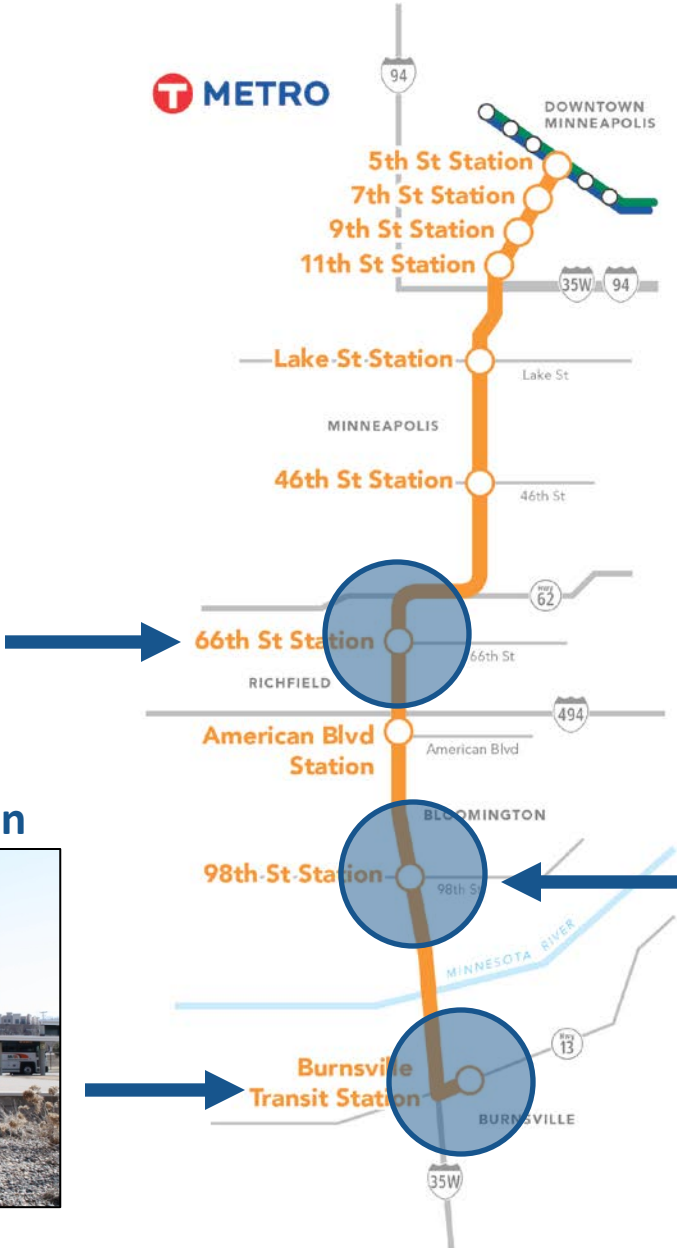 94
T METRO
DOWNTOWN
MINNEAPOLIS
5th St Station
7th St Station
9th St Station
11th St Station
35W
94
Lake St Station
Lake St
MINNEAPOLIS
46th St Station
46th St
HWY
62
66th St Station
66th St
RICHFIELD
494
American Blvd
Station
American Blvd
n
BLOOMINGTON
98th St Station
98th St
MINNESOTA RIVER
Hwy
13
Burnsville
Transit Station
BURNSVILLE
35W